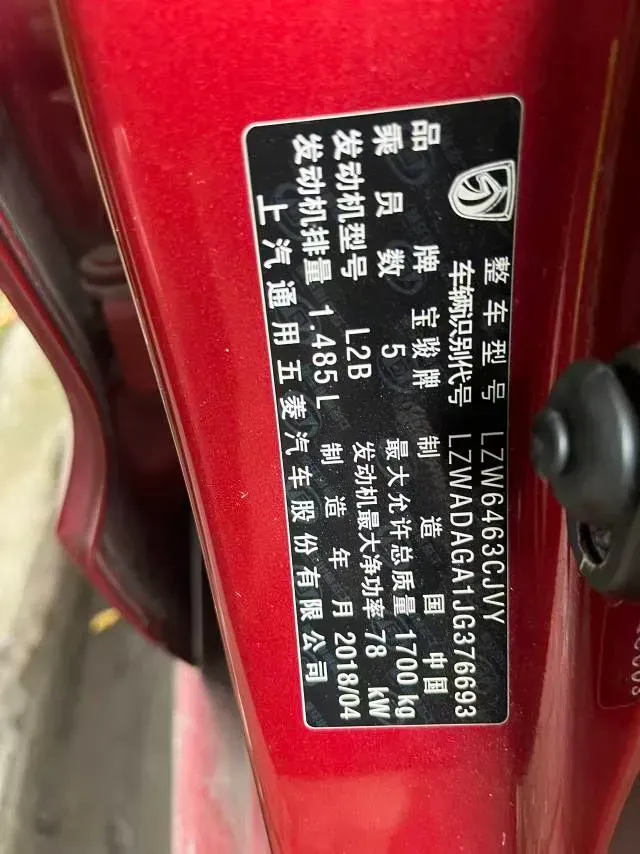 整车型号 LZW6463CJVY
车辆识别代号 LZWADAGA1JG376693
品牌 宝骏牌 制造国 中国
乘员数 5 最大允许总质量 1700 kg
发动机型号 L2B 发动机最大净功率 78 kW
发动机排量 1.485 L 制造年月 2018/04
上汽通用五菱汽车股份有限公司